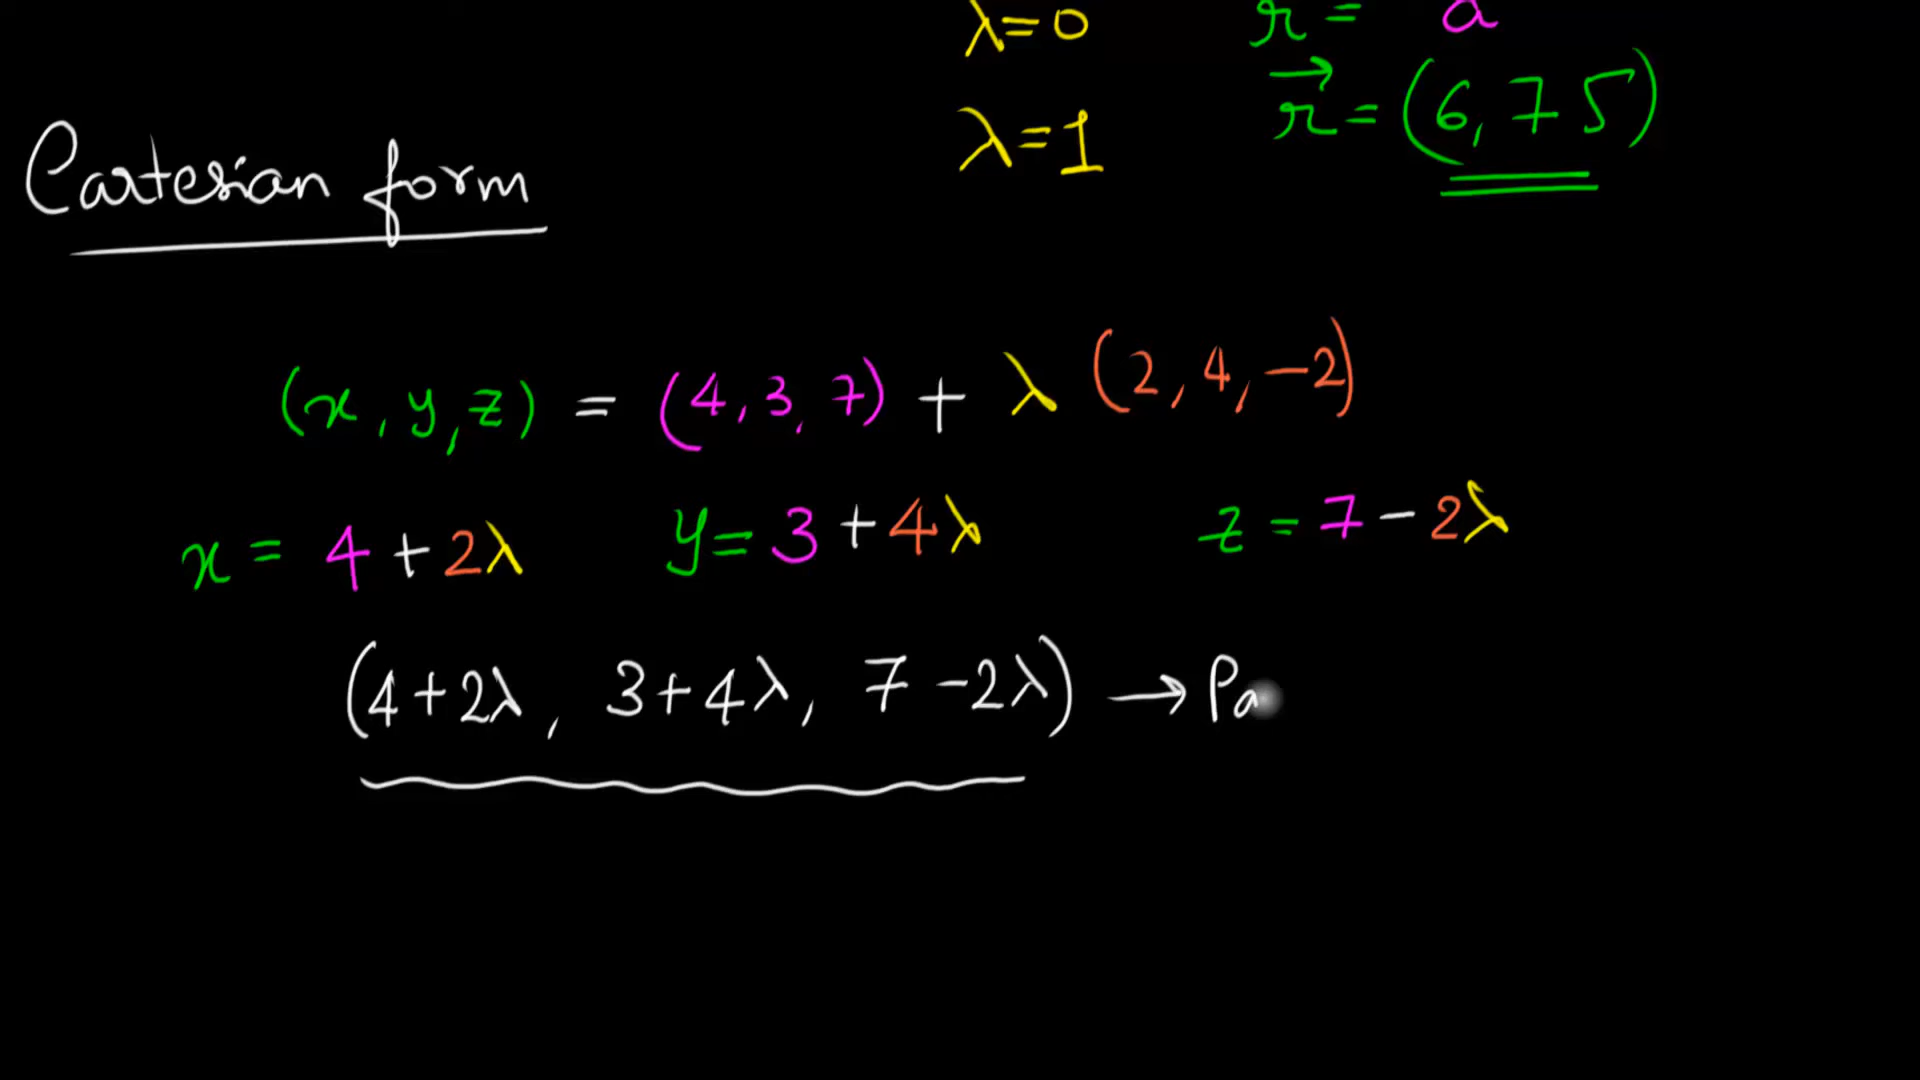 λ=0 r = a
λ=1 r⃗ = (6, 7 5)
Cartesian form
(x, y, z) = (4, 3, 7) + λ (2, 4, -2)
x = 4 + 2λ y = 3 + 4λ z = 7 - 2λ
(4+2λ, 3+4λ, 7-2λ) → Pa